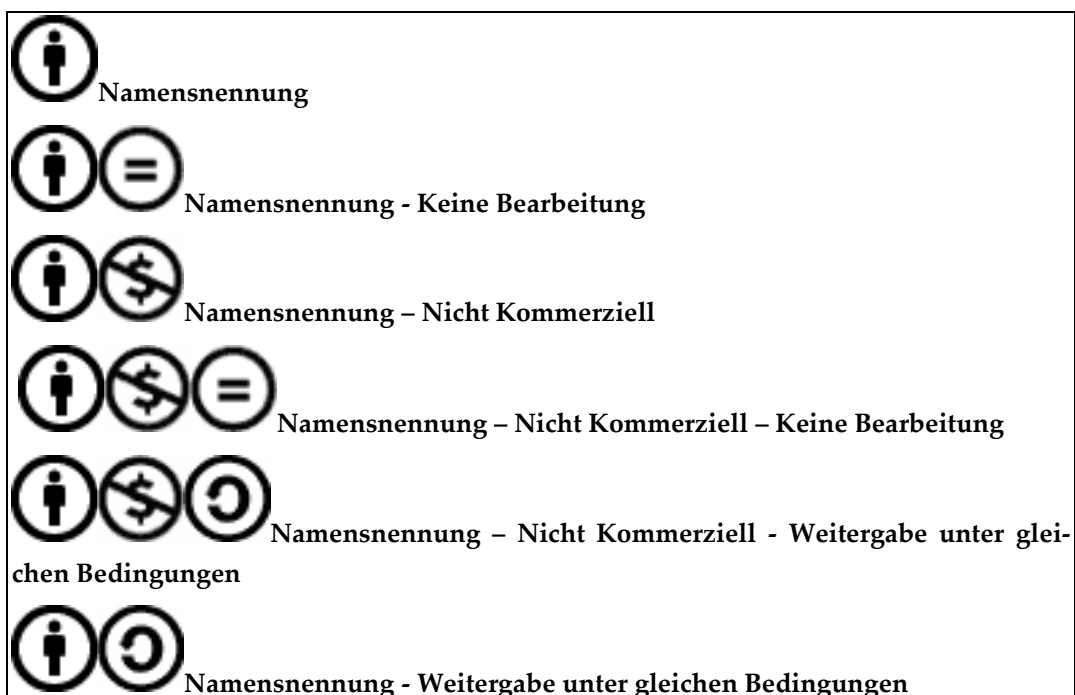 Namensnennung
Namensnennung - Keine Bearbeitung
Namensnennung – Nicht Kommerziell
Namensnennung – Nicht Kommerziell – Keine Bearbeitung
Namensnennung – Nicht Kommerziell - Weitergabe unter glei-
chen Bedingungen
Namensnennung - Weitergabe unter gleichen Bedingungen